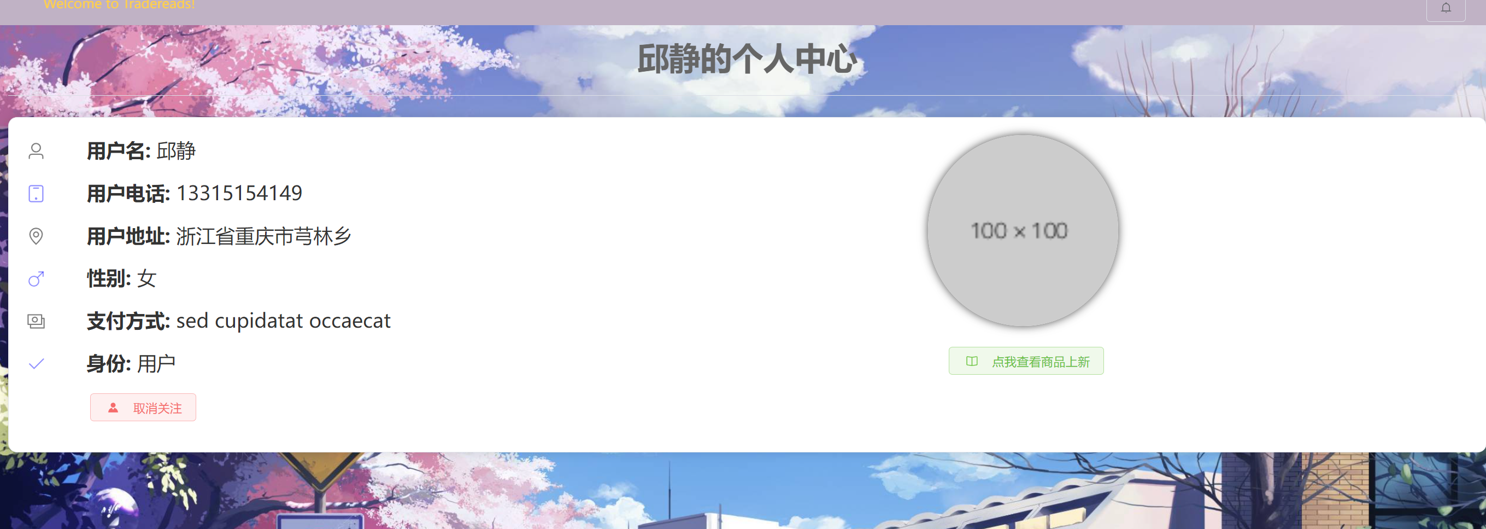 Welcome to Tradereads!
邱静的个人中心
用户名: 邱静
用户电话: 13315154149
用户地址: 浙江省重庆市芎林乡
性别: 女
支付方式: sed cupidatat occaecat
身份: 用户
取消关注
100 × 100
点我查看商品上新